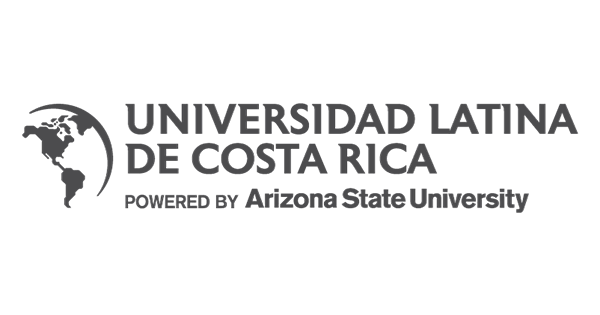 UNIVERSIDAD LATINA
DE COSTA RICA
POWERED BY Arizona State University